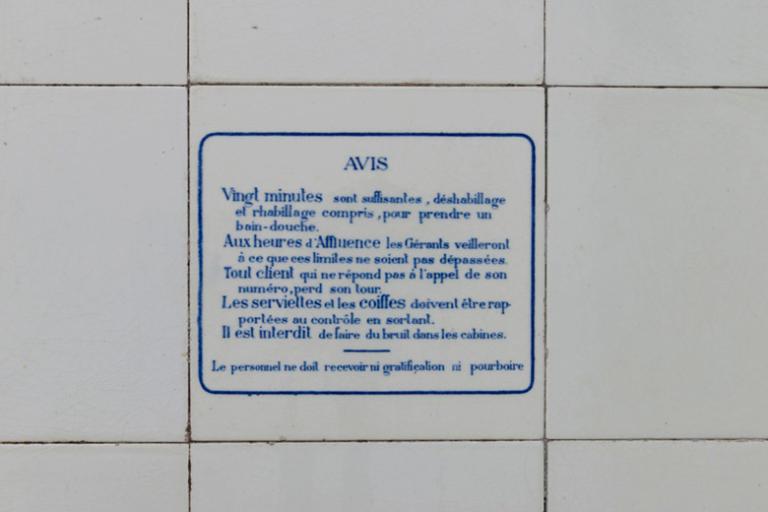 AVIS
Vingt minutes sont suffisantes, déshabillage
et rhabillage compris, pour prendre un
bain-douche.
Aux heures d'Affluence les Gérants veilleront
à ce que ces limites ne soient pas dépassées.
Tout client qui ne répond pas à l'appel de son
numéro, perd son tour.
Les serviettes et les coiffes doivent être rap-
portées au contrôle en sortant.
Il est interdit de faire du bruit dans les cabines.
Le personnel ne doit recevoir ni gratification ni pourboire